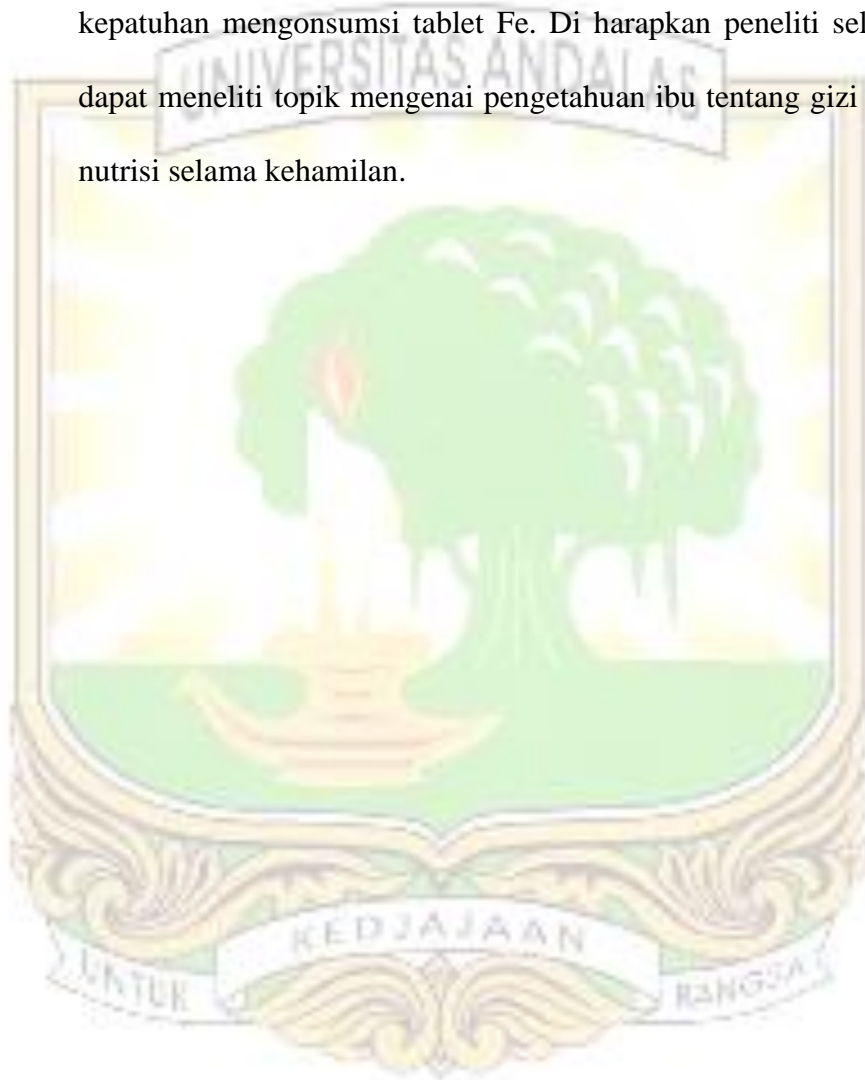 kepatuhan mengonsumsi tablet Fe. Di harapkan peneliti sel
UNIVERSITAS ANDALAS
dapat meneliti topik mengenai pengetahuan ibu tentang gizi
nutrisi selama kehamilan.
UNTUK
KEDJAJAAN
BANGSA